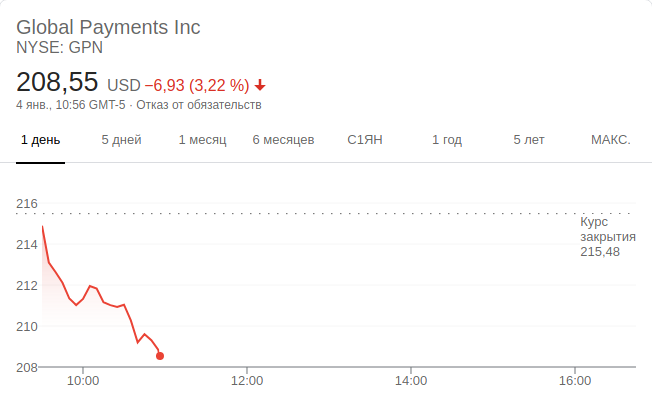 Global Payments Inc
NYSE: GPN
208,55 USD −6,93 (3,22 %)
4 янв., 10:56 GMT-5 · Отказ от обязательств
1 день 5 дней 1 месяц 6 месяцев С1ЯН 1 год 5 лет МАКС.
216
Курс
закрытия
215,48
214
212
210
208
10:00 12:00 14:00 16:00